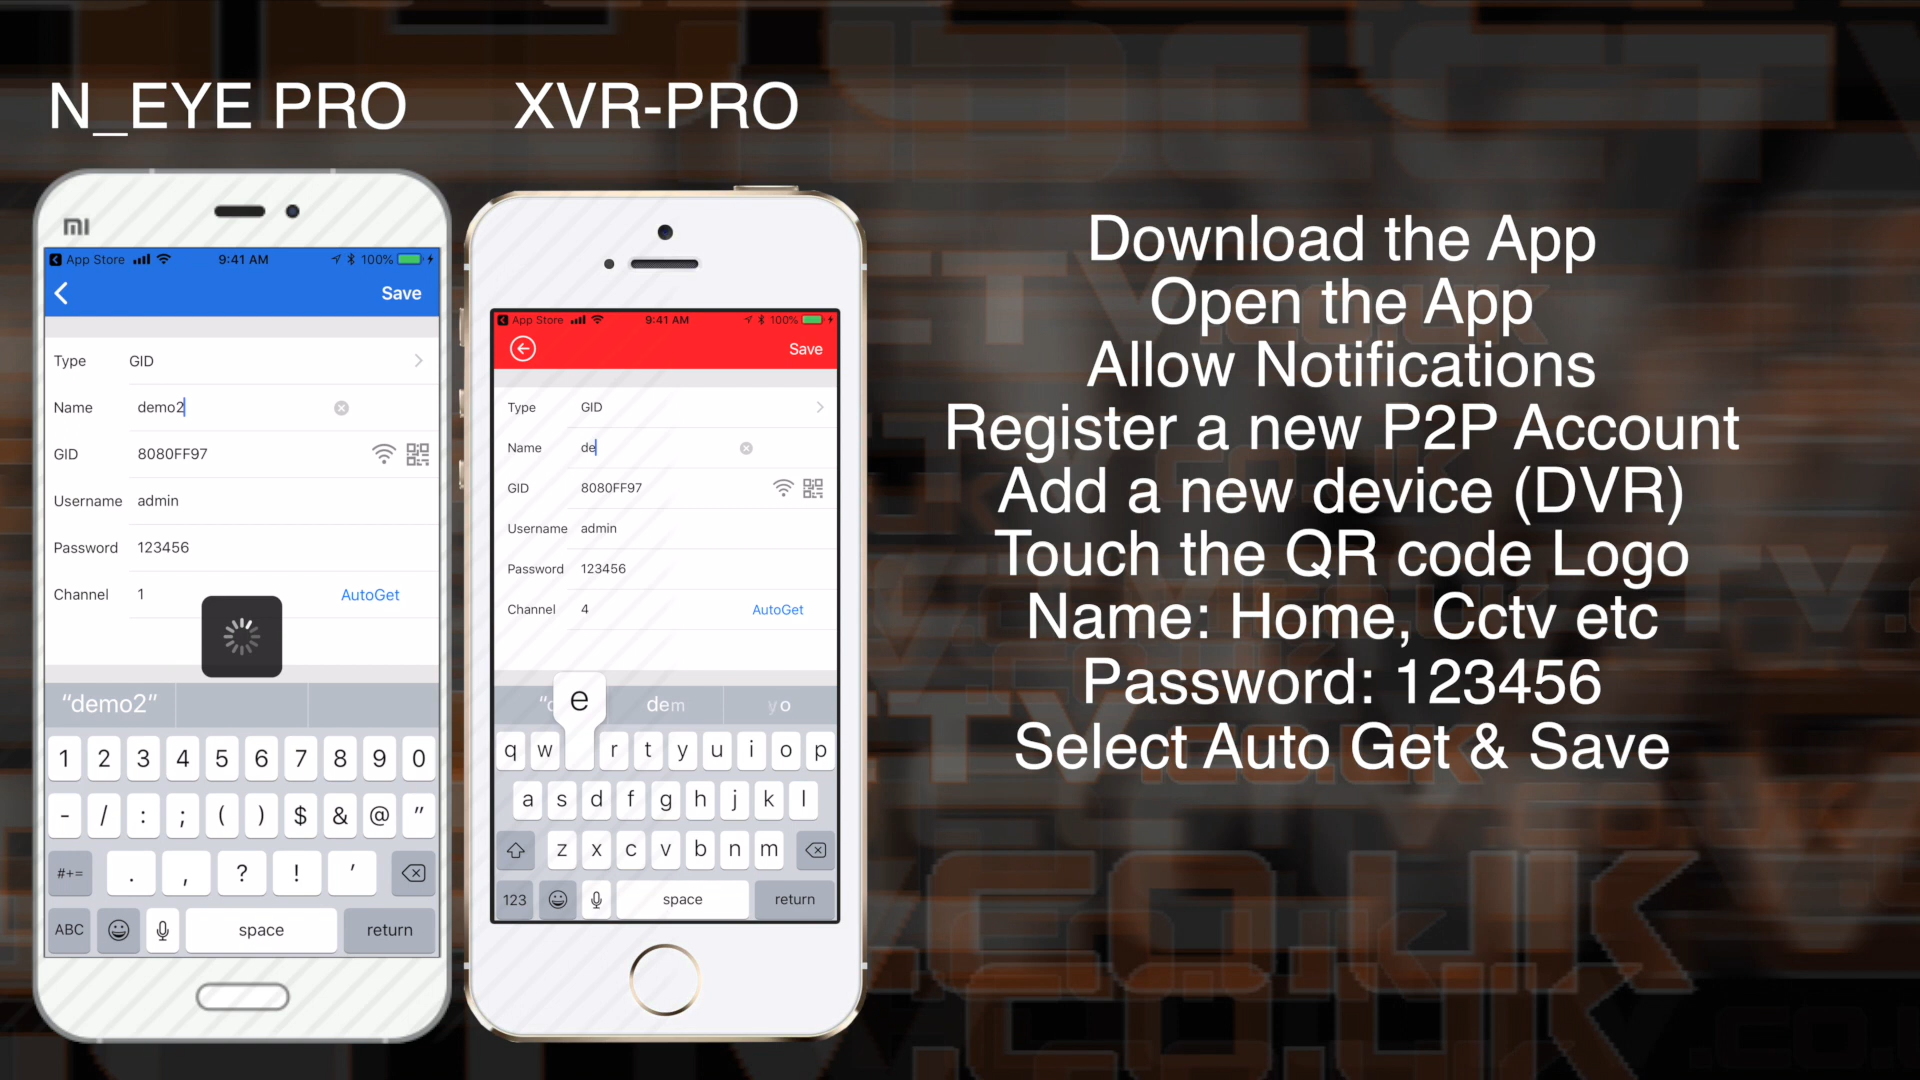 N_EYE PRO
XVR-PRO
App Store 9:41 AM 100%
Save
Type GID
Name demo2
GID 8080FF97
Username admin
Password 123456
Channel 1 AutoGet
“demo2”
1 2 3 4 5 6 7 8 9 0
- / : ; ( ) $ & @ "
#+= . , ? ! '
ABC space return
App Store 9:41 AM 100%
Save
Type GID
Name de
GID 8080FF97
Username admin
Password 123456
Channel 4 AutoGet
e dem yo
q w r t y u i o p
a s d f g h j k l
z x c v b n m
123 space return
Download the App
Open the App
Allow Notifications
Register a new P2P Account
Add a new device (DVR)
Touch the QR code Logo
Name: Home, Cctv etc
Password: 123456
Select Auto Get & Save